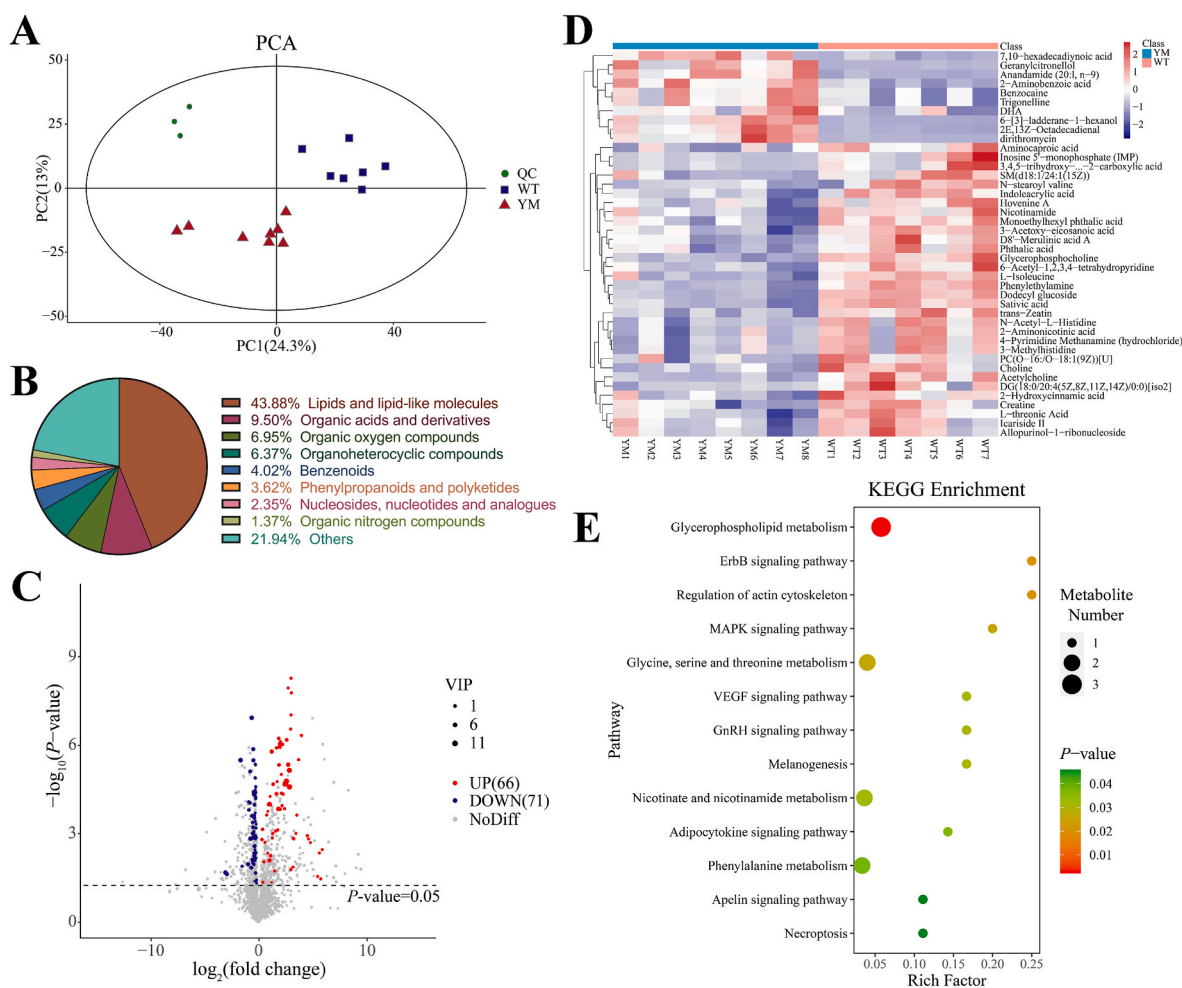 A
PCA
50
25
0
−25
−50
PC2(13%)
−40
0
40
PC1(24.3%)
QC
WT
YM
B
43.88% Lipids and lipid-like molecules
9.50% Organic acids and derivatives
6.95% Organic oxygen compounds
6.37% Organoheterocyclic compounds
4.02% Benzenoids
3.62% Phenylpropanoids and polyketides
2.35% Nucleosides, nucleotides and analogues
1.37% Organic nitrogen compounds
21.94% Others
C
9
6
3
0
−log10(P−value)
−10
0
10
log2(fold change)
P-value=0.05
VIP
1
6
11
UP(66)
DOWN(71)
NoDiff
D
Class
7,10−hexadecadiynoic acid
Geranylcitronellol
Anandamide (20:l, n−9)
2−Aminobenzoic acid
Benzocaine
Trigonelline
DHA
6−[3]−ladderane−1−hexanol
2E,13Z−Octadecadienal
dirithromycin
Aminocaproic acid
Inosine 5'−monophosphate (IMP)
3,4,5−trihydroxy−...−2−carboxylic acid
SM(d18:1/24:1(15Z))
N−stearoyl valine
Indoleacrylic acid
Hovenine A
Nicotinamide
Monoethylhexyl phthalic acid
3−Acetoxy−eicosanoic acid
D8'−Merulinic acid A
Phthalic acid
Glycerophosphocholine
6−Acetyl−1,2,3,4−tetrahydropyridine
L−Isoleucine
Phenylethylamine
Dodecyl glucoside
Sativic acid
trans−Zeatin
N−Acetyl−L−Histidine
2−Aminonicotinic acid
4−Pyrimidine Methanamine (hydrochloride)
3−Methylhistidine
PC(O−16:/O−18:1(9Z))[U]
Choline
Acetylcholine
DG(18:0/20:4(5Z,8Z,11Z,14Z)/0:0)[iso2]
2−Hydroxycinnamic acid
Creatine
L−threonic Acid
Icariside II
Allopurinol−1−ribonucleoside
YM1
YM2
YM3
YM4
YM5
YM6
YM7
YM8
WT1
WT2
WT3
WT4
WT5
WT6
WT7
2
1
0
−1
−2
Class
YM
WT
E
KEGG Enrichment
Pathway
Glycerophospholipid metabolism
ErbB signaling pathway
Regulation of actin cytoskeleton
MAPK signaling pathway
Glycine, serine and threonine metabolism
VEGF signaling pathway
GnRH signaling pathway
Melanogenesis
Nicotinate and nicotinamide metabolism
Adipocytokine signaling pathway
Phenylalanine metabolism
Apelin signaling pathway
Necroptosis
0.05
0.10
0.15
0.20
0.25
Rich Factor
Metabolite
Number
1
2
3
P−value
0.04
0.03
0.02
0.01